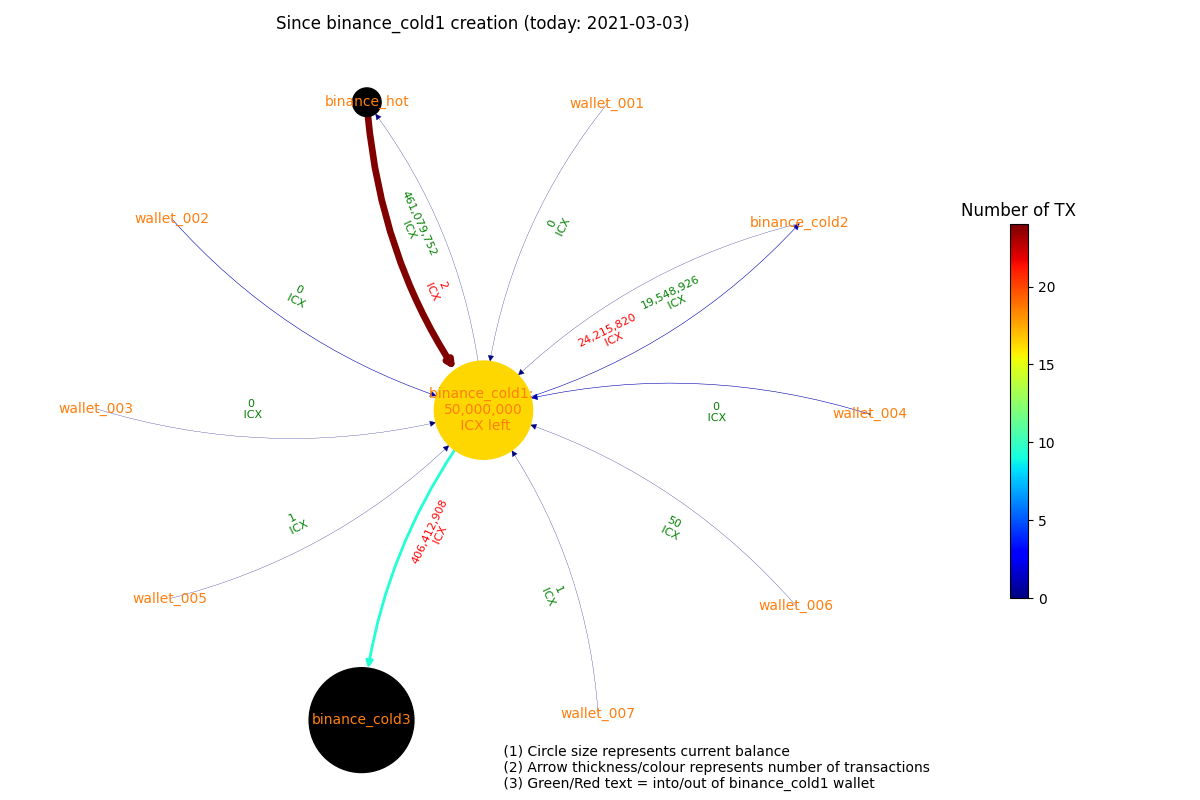 Since binance_cold1 creation (today: 2021-03-03)
binance_hot
wallet_001
wallet_002
binance_cold2
Number of TX
461,079,752
ICX
0
ICX
2
ICX
0
ICX
19,548,926
ICX
24,215,820
ICX
20
15
10
5
0
binance_cold1:
50,000,000
ICX left
wallet_003
0
ICX
0
ICX
wallet_004
1
ICX
406,412,908
ICX
50
ICX
1
ICX
wallet_005
wallet_006
binance_cold3
wallet_007
(1) Circle size represents current balance
(2) Arrow thickness/colour represents number of transactions
(3) Green/Red text = into/out of binance_cold1 wallet